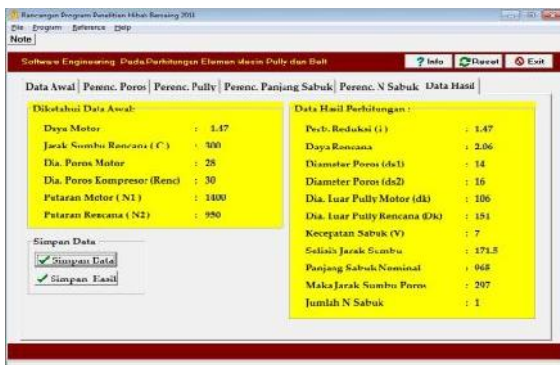 Rancangan Program Penelitian Hibah Bersaing 2011
File Program Reference Help
Note
Software Engineering Pada Perhitungan Elemen Mesin Pully dan Belt
? Info
Reset
Exit
Data Awal
Perenc. Poros
Perenc. Pully
Perenc. Panjang Sabuk
Perenc. N Sabuk
Data Hasil
Diketahui Data Awal:
Daya Motor : 1.47
Jarak Sumbu Rencana ( C ) : 300
Dia. Poros Motor : 28
Dia. Poros Kompresor (Renc) : 30
Putaran Motor ( N1 ) : 1400
Putaran Rencana ( N2 ) : 950
Simpan Data
Simpan Data
Simpan Hasil
Data Hasil Perhitungan :
Perb. Reduksi ( i ) : 1.47
Daya Rencana : 2.06
Diameter Poros (ds1) : 14
Diameter Poros (ds2) : 16
Dia. Luar Pully Motor (dk) : 106
Dia. Luar Pully Rencana (Dk) : 151
Kecepatan Sabuk (V) : 7
Selisih Jarak Sumbu : 171.5
Panjang Sabuk Nominal : 965
Maka Jarak Sumbu Poros : 297
Jumlah N Sabuk : 1